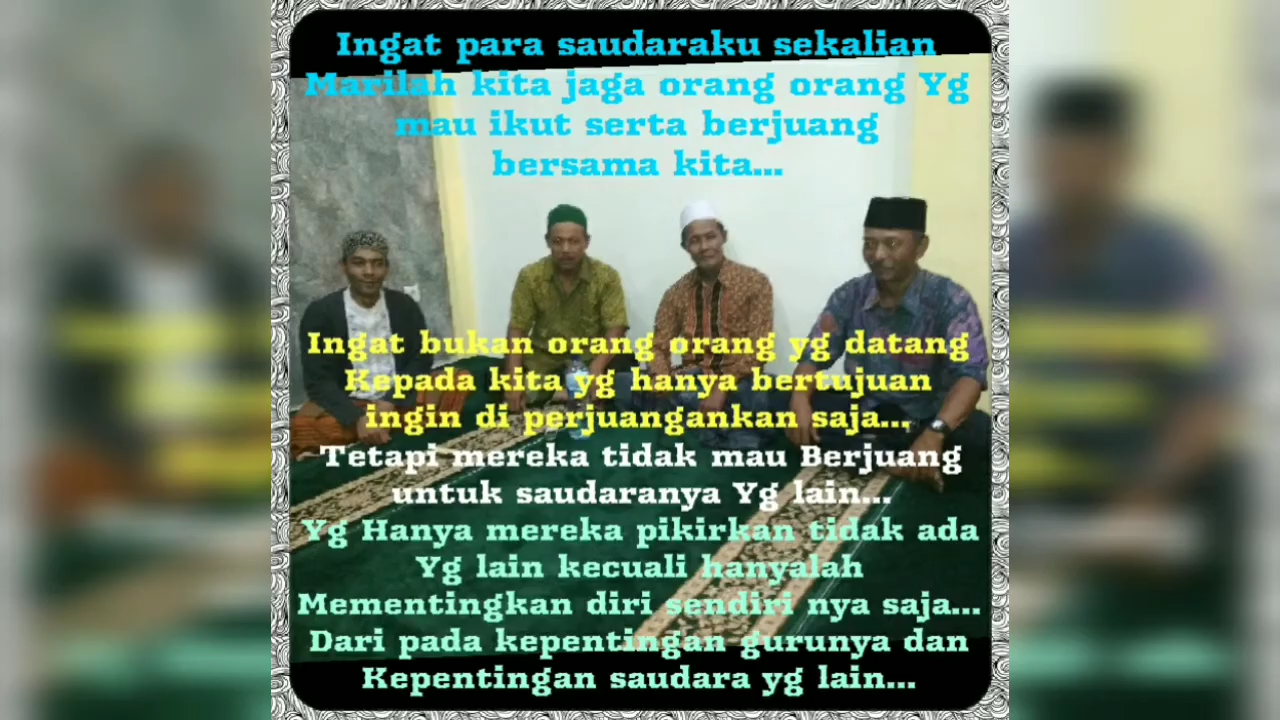 Ingat para saudaraku sekalian
Marilah kita jaga orang orang Yg
mau ikut serta berjuang
bersama kita...
Ingat bukan orang orang yg datang
Kepada kita yg hanya bertujuan
ingin di perjuangankan saja...
Tetapi mereka tidak mau Berjuang
untuk saudaranya Yg lain...
Yg Hanya mereka pikirkan tidak ada
Yg lain kecuali hanyalah
Mementingkan diri sendiri nya saja...
Dari pada kepentingan gurunya dan
Kepentingan saudara yg lain...